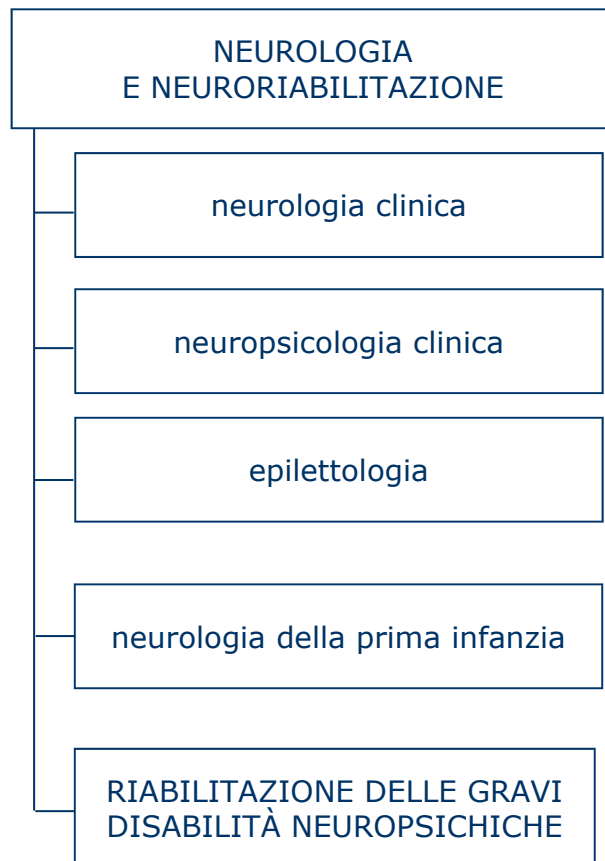 NEUROLOGIA
E NEURORIABILITAZIONE
neurologia clinica
neuropsicologia clinica
epilettologia
neurologia della prima infanzia
RIABILITAZIONE DELLE GRAVI
DISABILITÀ NEUROPSICHICHE